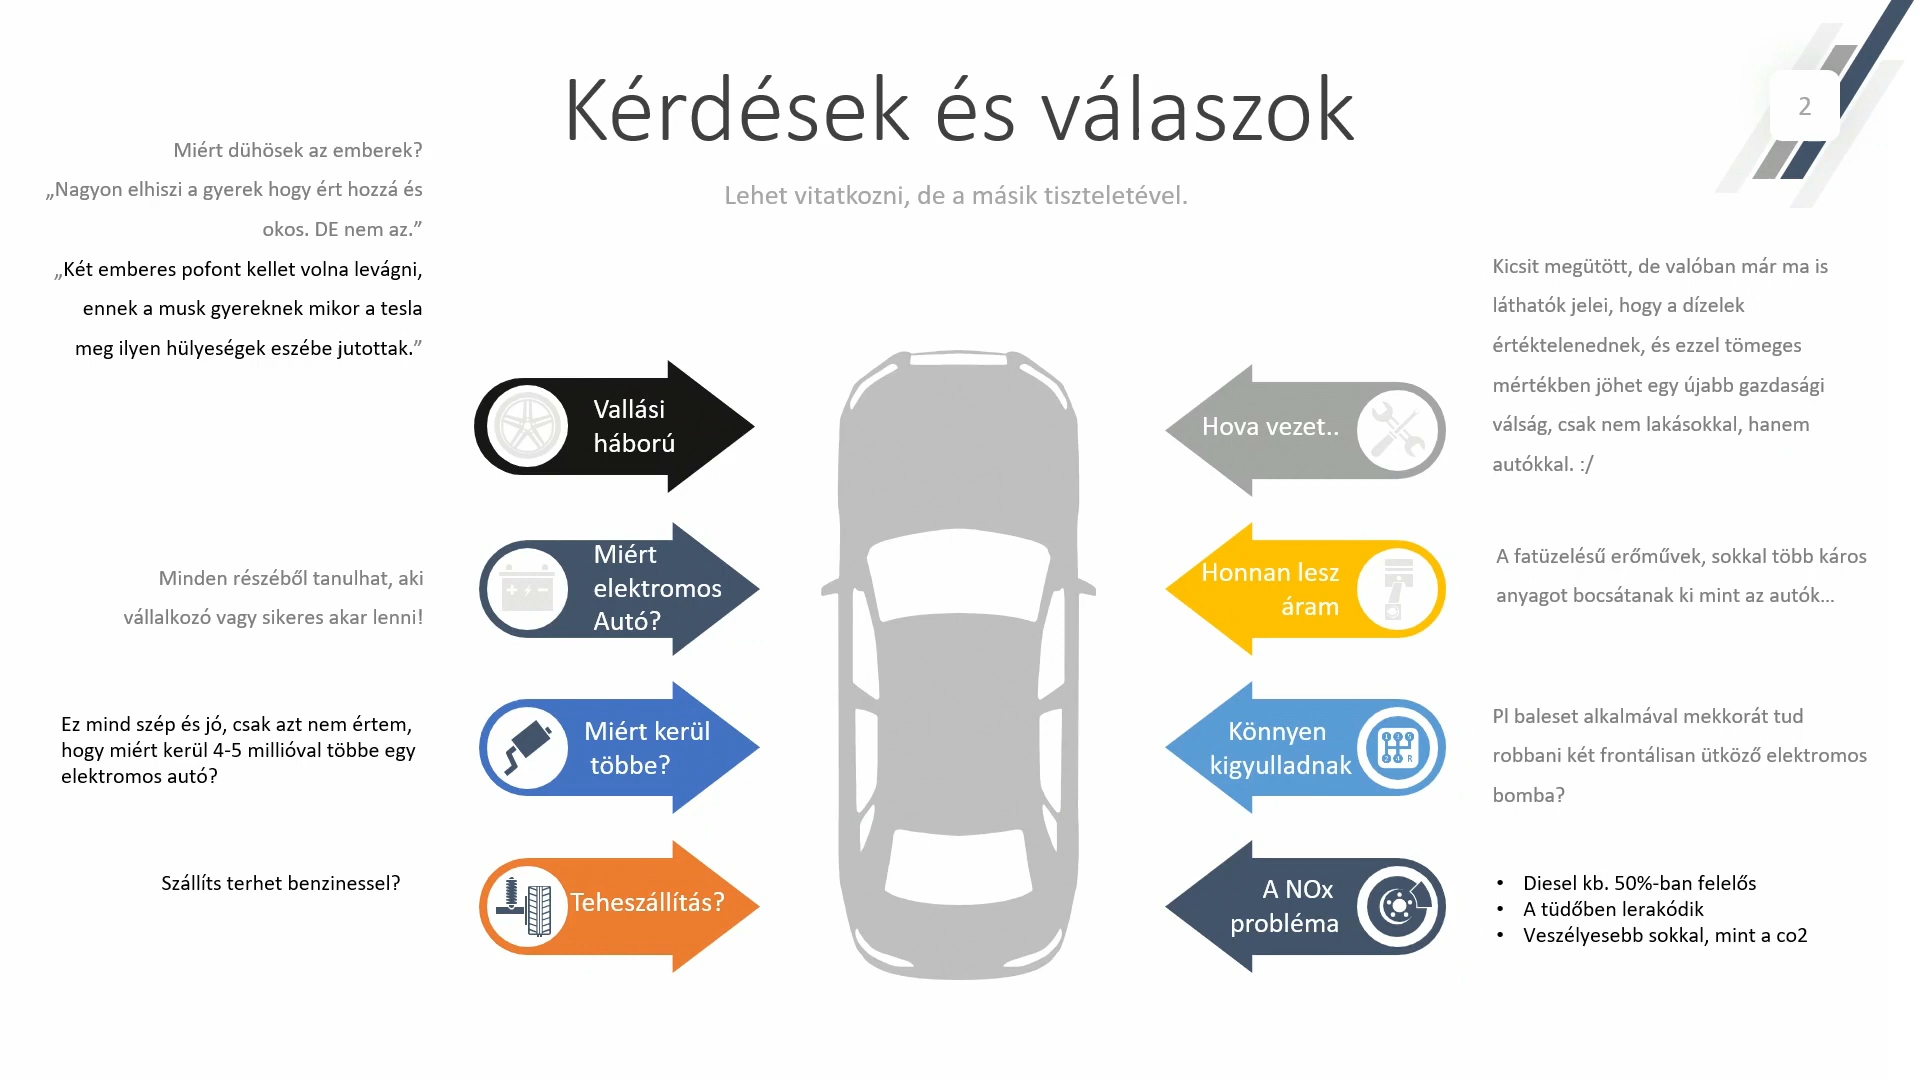 Kérdések és válaszok
Lehet vitatkozni, de a másik tiszteletével.
2
Miért dühösek az emberek?
„Nagyon elhiszi a gyerek hogy ért hozzá és
okos. DE nem az.”
„Két emberes pofont kellet volna levágni,
ennek a musk gyereknek mikor a tesla
meg ilyen hülyeségek eszébe jutottak.”
Vallási
háború
Minden részéből tanulhat, aki
vállalkozó vagy sikeres akar lenni!
Miért
elektromos
Autó?
Ez mind szép és jó, csak azt nem értem,
hogy miért kerül 4-5 millióval többe egy
elektromos autó?
Miért kerül
többe?
Szállíts terhet benzinessel?
Teheszállítás?
Hova vezet..
Kicsit megütött, de valóban már ma is
láthatók jelei, hogy a dízelek
értéktelenednek, és ezzel tömeges
mértékben jöhet egy újabb gazdasági
válság, csak nem lakásokkal, hanem
autókkal. :/
Honnan lesz
áram
A fatüzelésű erőművek, sokkal több káros
anyagot bocsátanak ki mint az autók...
Könnyen
kigyulladnak
Pl baleset alkalmával mekkorát tud
robbani két frontálisan ütköző elektromos
bomba?
A NOx
probléma
• Diesel kb. 50%-ban felelős
• A tüdőben lerakódik
• Veszélyesebb sokkal, mint a co2